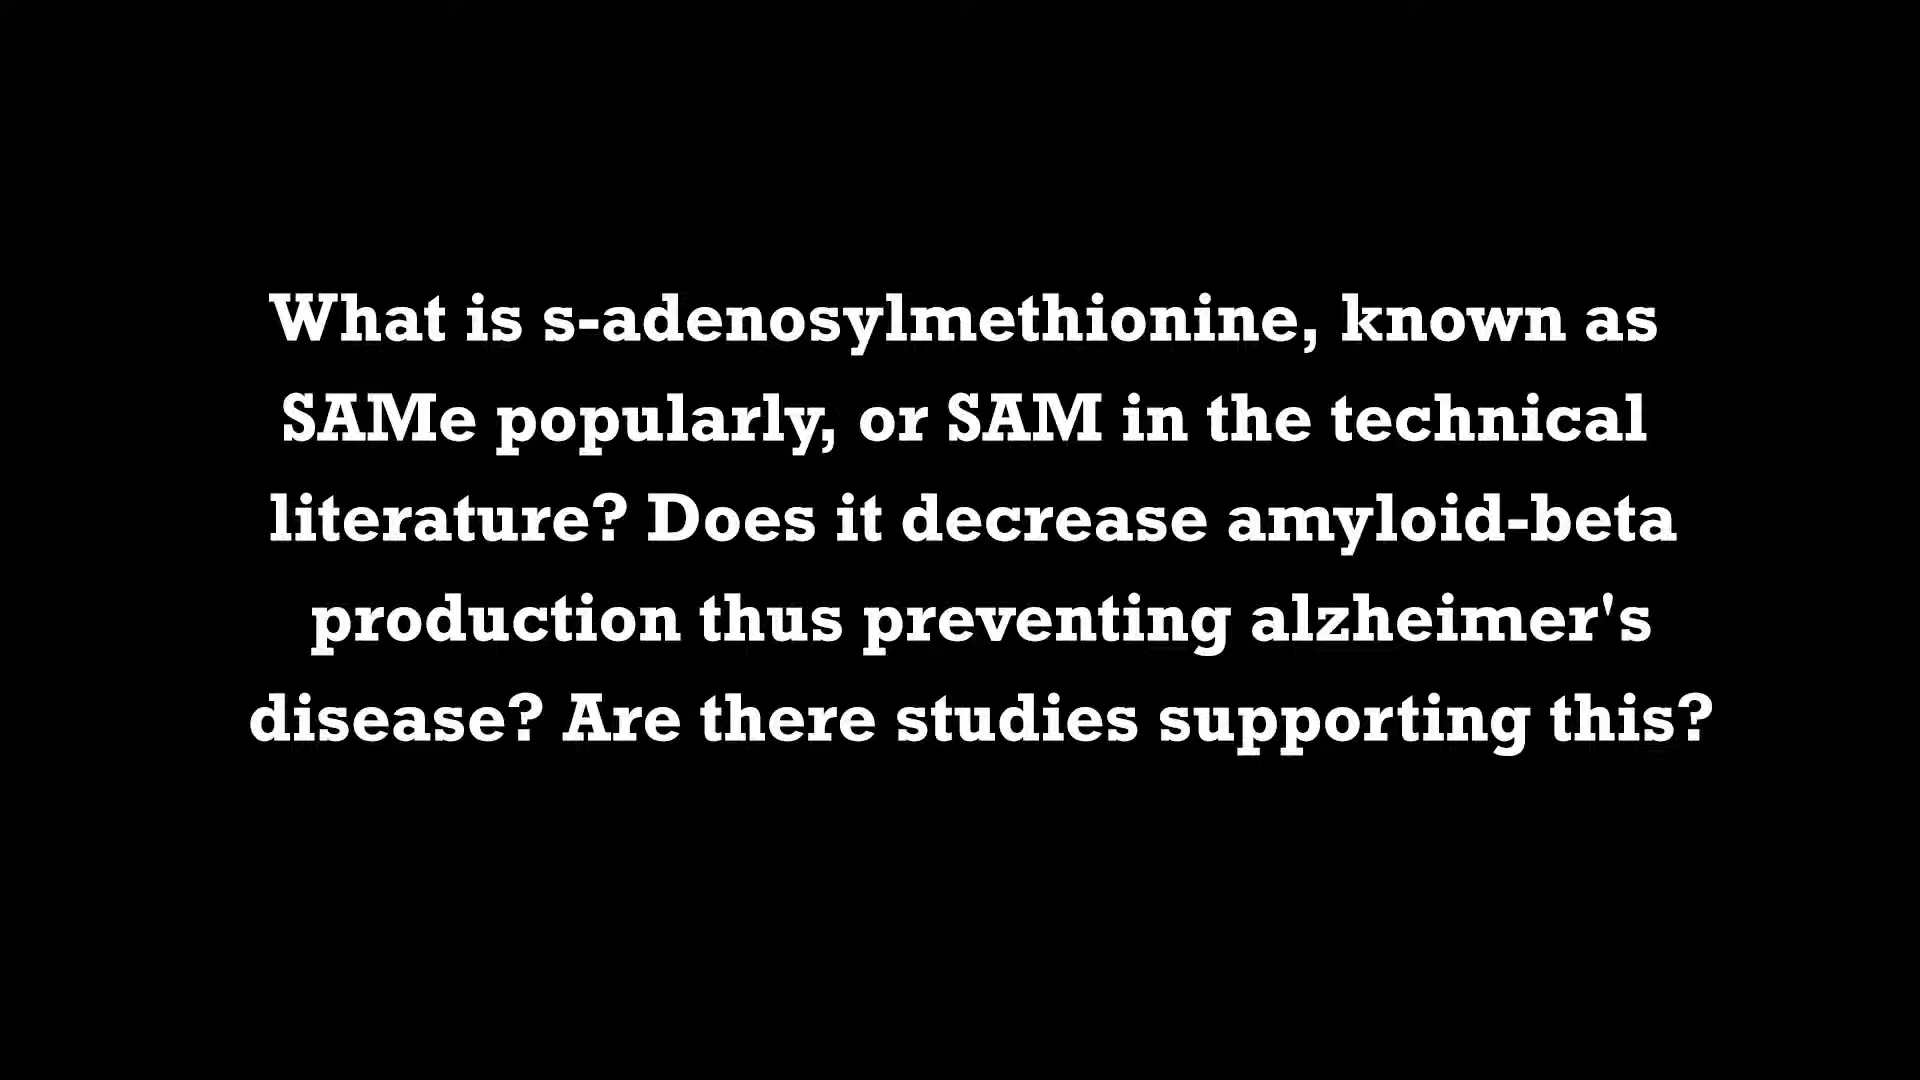 What is s-adenosylmethionine, known as
SAMe popularly, or SAM in the technical
literature? Does it decrease amyloid-beta
production thus preventing alzheimer's
disease? Are there studies supporting this?